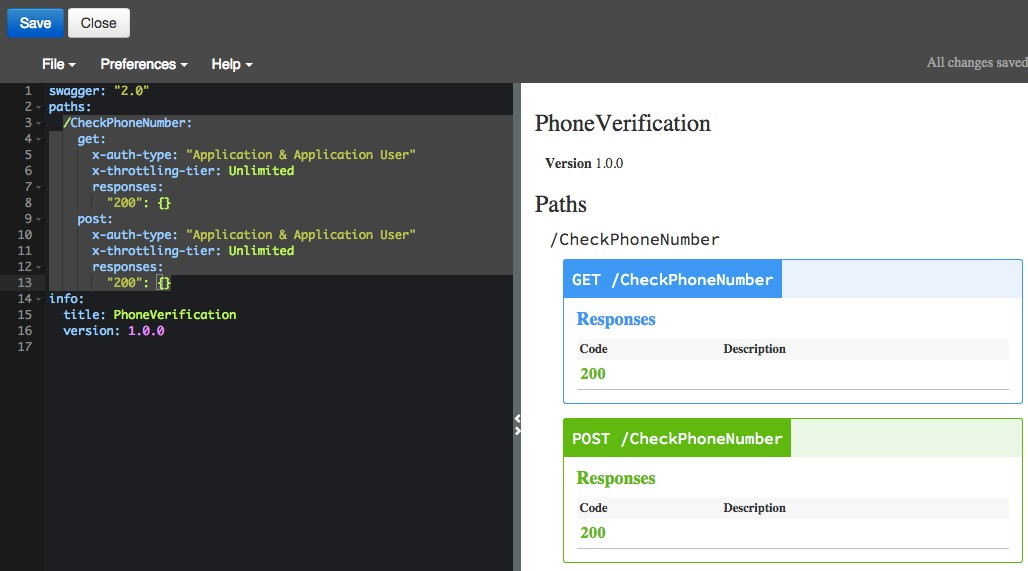 Save Close
File Preferences Help All changes saved
1 swagger: "2.0"
2 paths:
3 /CheckPhoneNumber:
4 get:
5 x-auth-type: "Application & Application User"
6 x-throttling-tier: Unlimited
7 responses:
8 "200": {}
9 post:
10 x-auth-type: "Application & Application User"
11 x-throttling-tier: Unlimited
12 responses:
13 "200": {}
14 info:
15 title: PhoneVerification
16 version: 1.0.0
17
PhoneVerification
Version 1.0.0
Paths
/CheckPhoneNumber
GET /CheckPhoneNumber
Responses
Code Description
200
POST /CheckPhoneNumber
Responses
Code Description
200